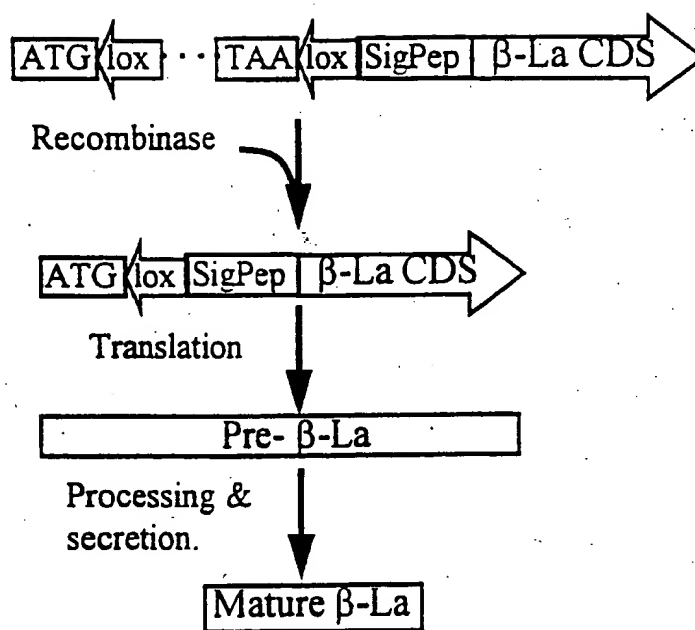 ATG lox ·· TAA lox SigPep β-La CDS
Recombinase
ATG lox SigPep β-La CDS
Translation
Pre- β-La
Processing &
secretion.
Mature β-La